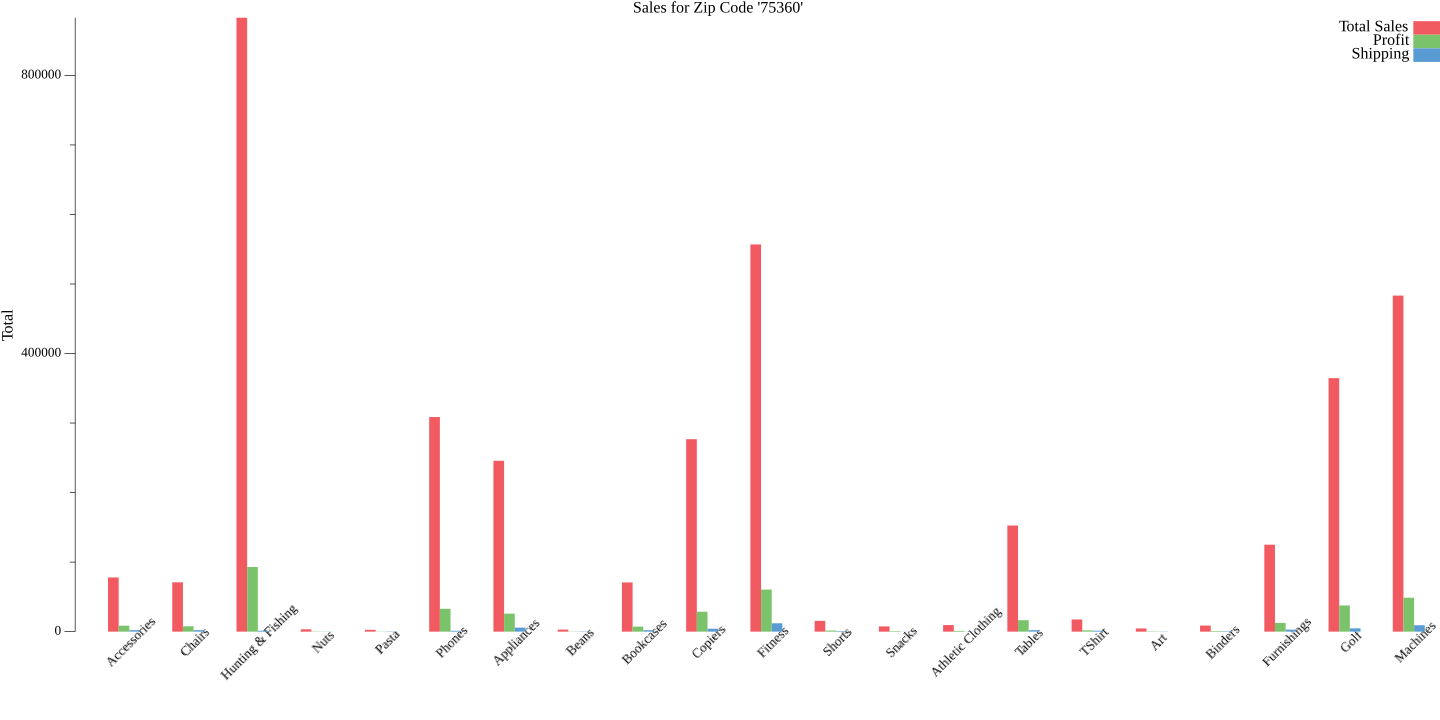 Sales for Zip Code '75360'
Total Sales
Profit
Shipping
800000
400000
0
Total
Accessories
Chairs
Hunting & Fishing
Nuts
Pasta
Phones
Appliances
Beans
Bookcases
Copiers
Fitness
Shorts
Snacks
Athletic Clothing
Tables
TShirt
Art
Binders
Furnishings
Golf
Machines